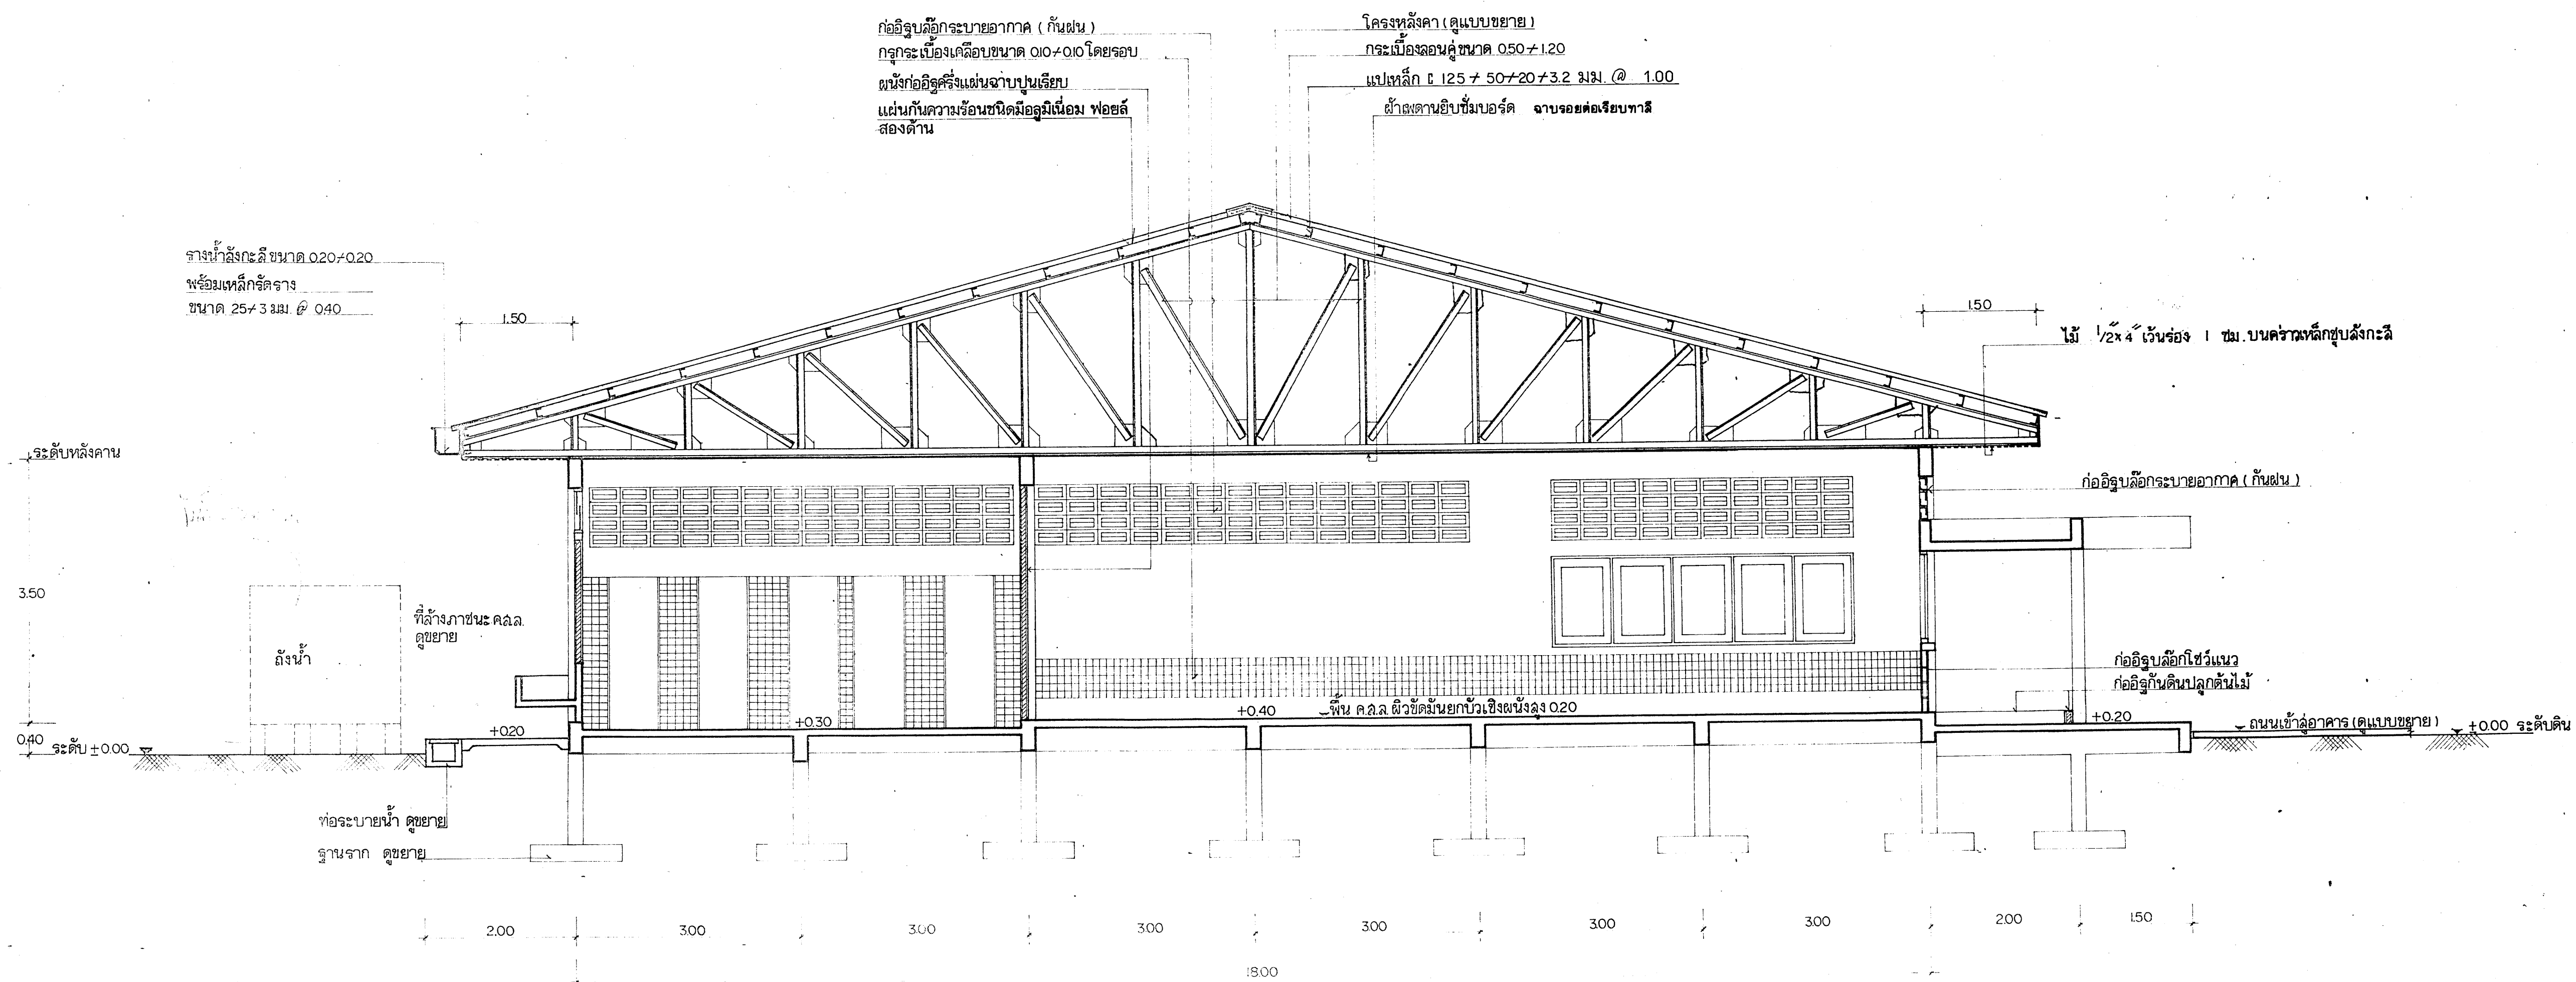 ก่ออิฐบล๊อกระบายอากาศ ( กันฝน )
กรุกระเบื้องเคลือบขนาด 0.10×0.10 โดยรอบ
ผนังก่ออิฐครึ่งแผ่นฉาบปูนเรียบ
แผ่นกันความร้อนชนิดมีอลูมิเนี่อม ฟอยล์
สองด้าน
โครงหลังคา ( ดูแบบขยาย )
กระเบื้องลอนคู่ขนาด 0.50×1.20
แปเหล็ก C 125 × 50×20×3.2 มม. @ 1.00
ฝ้าเพดานยิบซั่มบอร์ด ฉาบรอยต่อเรียบทาสี
รางน้ำสังกะสี ขนาด 0.20×0.20
พร้อมเหล็กรัดราง
ขนาด 25×3 มม. @ 0.40
1.50
1.50
ไม้ 1/2"×4" เว้นร่อง 1 ซม. บนคร่าวเหล็กชุบสังกะสี
ระดับหลังคาน
ก่ออิฐบล๊อกระบายอากาศ ( กันฝน )
3.50
ที่ล้างภาชนะ ค.ส.ล.
ดูขยาย
ถังน้ำ
ก่ออิฐบล๊อกโชว์แนว
ก่ออิฐกันดินปลูกต้นไม้
+0.40 พื้น ค.ส.ล. ผิวขัดมันยกบัวเชิงผนังสูง 0.20
+0.30
+0.20
+0.20
ถนนเข้าสู่อาคาร ( ดูแบบขยาย )
±0.00 ระดับดิน
0.40
ระดับ ±0.00
ท่อระบายน้ำ ดูขยาย
ฐานราก ดูขยาย
2.00 3.00 3.00 3.00 3.00 3.00 3.00 2.00 1.50
18.00